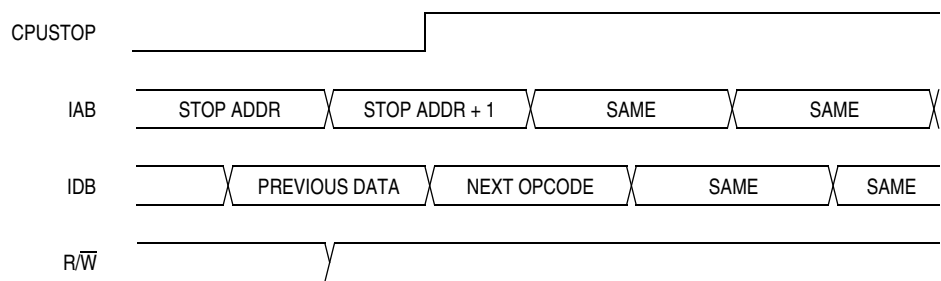 CPUSTOP
IAB STOP ADDR STOP ADDR + 1 SAME SAME
IDB PREVIOUS DATA NEXT OPCODE SAME SAME
R/W̅